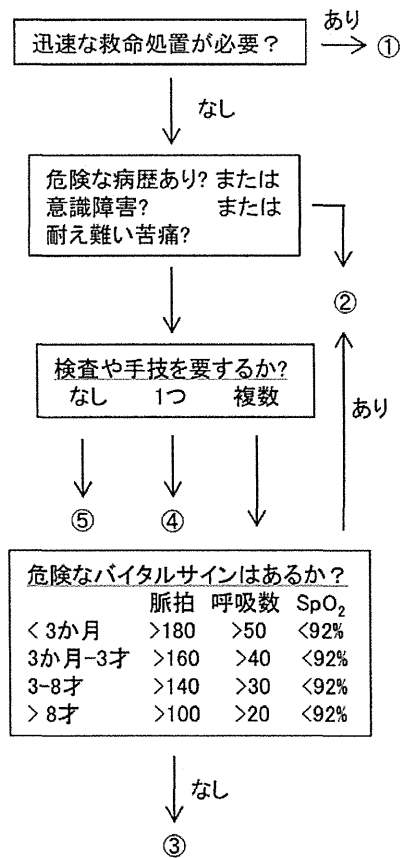 迅速な救命処置が必要？
あり
①
なし
危険な病歴あり? または
意識障害? または
耐え難い苦痛?
②
検査や手技を要するか?
なし 1つ 複数
あり
⑤ ④
危険なバイタルサインはあるか？
脈拍 呼吸数 SpO₂
< 3か月 >180 >50 <92%
3か月-3才 >160 >40 <92%
3-8才 >140 >30 <92%
> 8才 >100 >20 <92%
なし
③